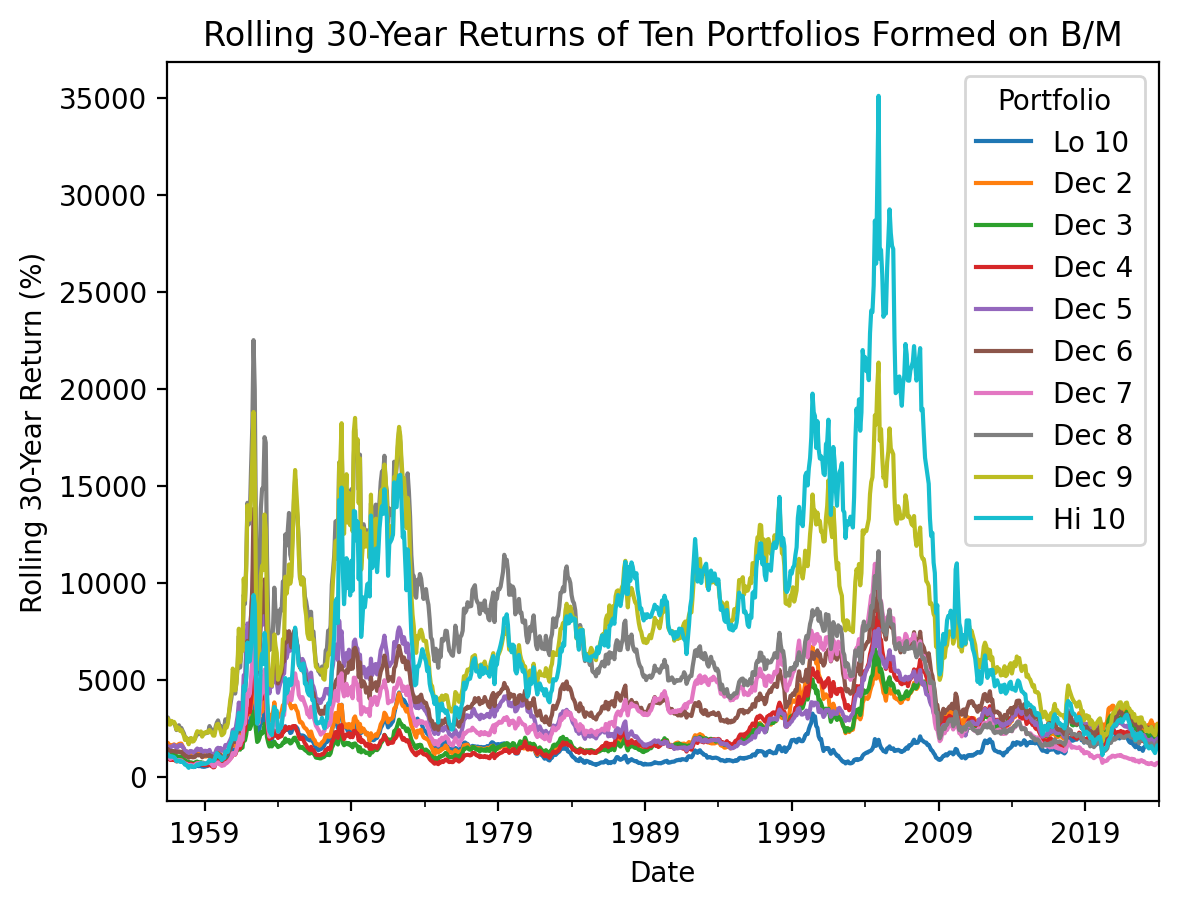 Rolling 30-Year Returns of Ten Portfolios Formed on B/M
Rolling 30-Year Return (%)
35000
30000
25000
20000
15000
10000
5000
0
Portfolio
Lo 10
Dec 2
Dec 3
Dec 4
Dec 5
Dec 6
Dec 7
Dec 8
Dec 9
Hi 10
1959 1969 1979 1989 1999 2009 2019
Date